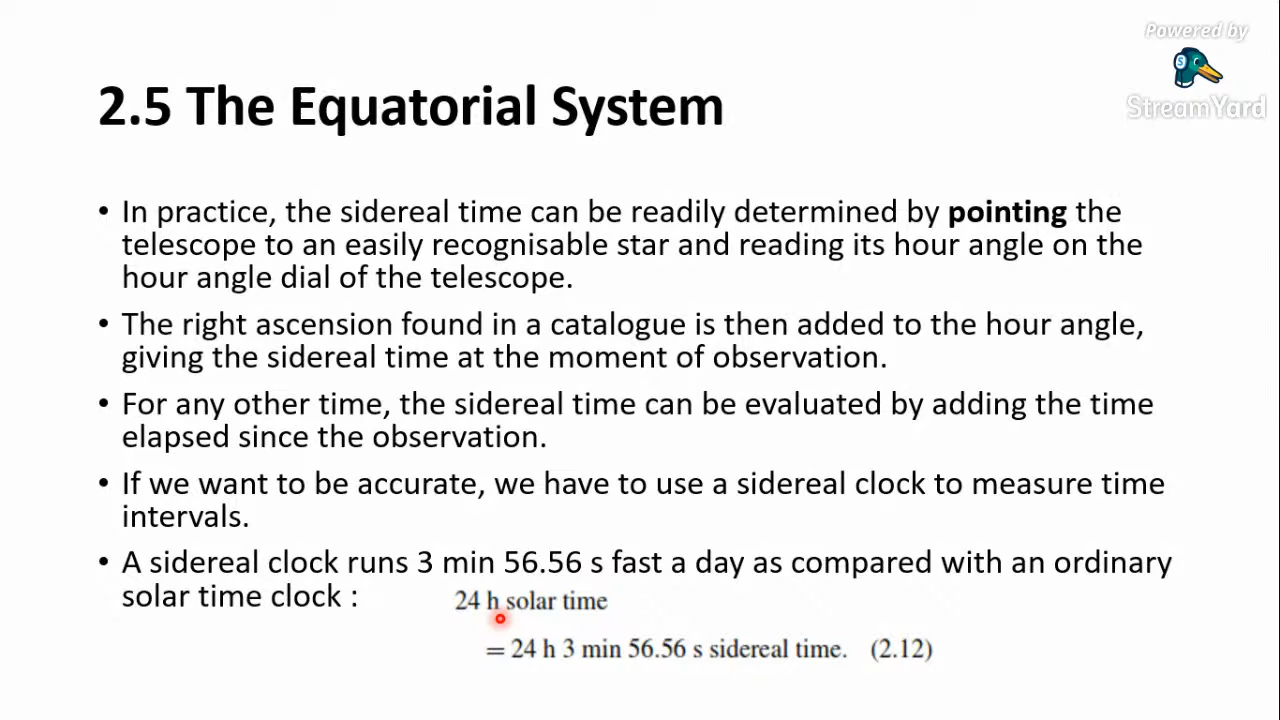 Powered by
StreamYard
2.5 The Equatorial System
• In practice, the sidereal time can be readily determined by pointing the
telescope to an easily recognisable star and reading its hour angle on the
hour angle dial of the telescope.
• The right ascension found in a catalogue is then added to the hour angle,
giving the sidereal time at the moment of observation.
• For any other time, the sidereal time can be evaluated by adding the time
elapsed since the observation.
• If we want to be accurate, we have to use a sidereal clock to measure time
intervals.
• A sidereal clock runs 3 min 56.56 s fast a day as compared with an ordinary
solar time clock :
24 h solar time
= 24 h 3 min 56.56 s sidereal time. (2.12)